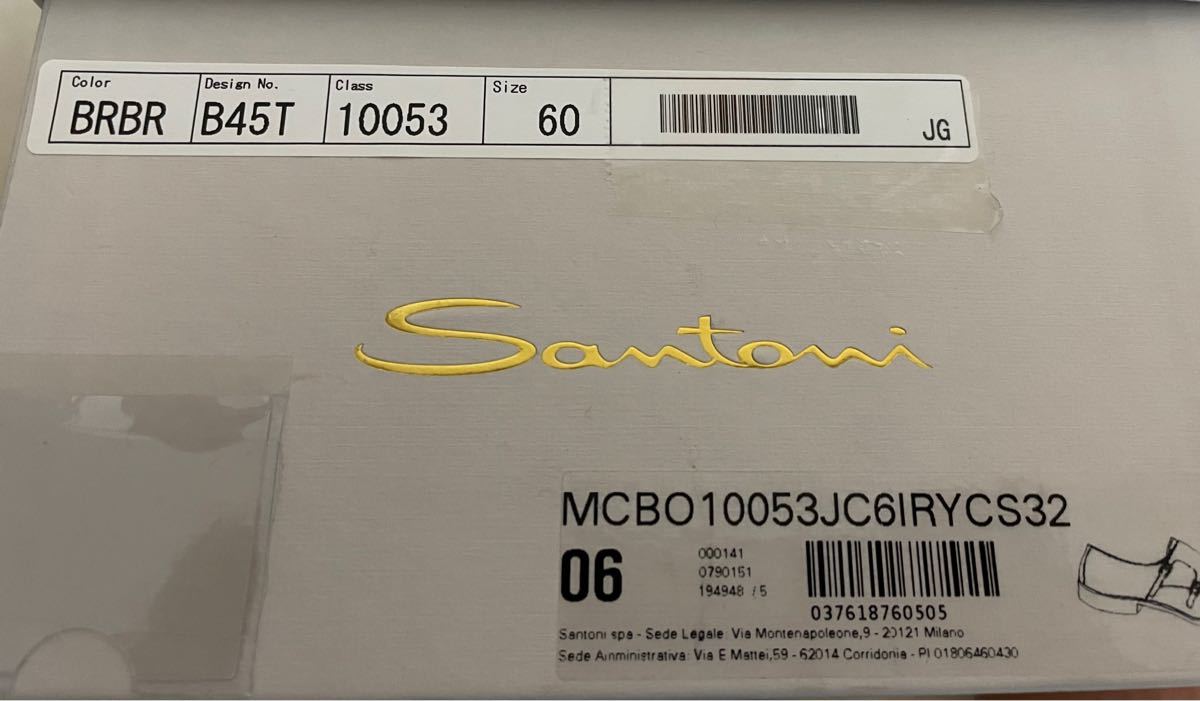 Color Design No. Class Size
BRBR B45T 10053 60
JG
Santoni
MCBO10053JC6IRYCS32
06
000141
0790151
194948 /5
037618760505
Santoni spa - Sede Legale: Via Montenapoleone,9 - 20121 Milano
Sede Amministrativa: Via E Mattei,59 - 62014 Corridonia - PI 01806460430